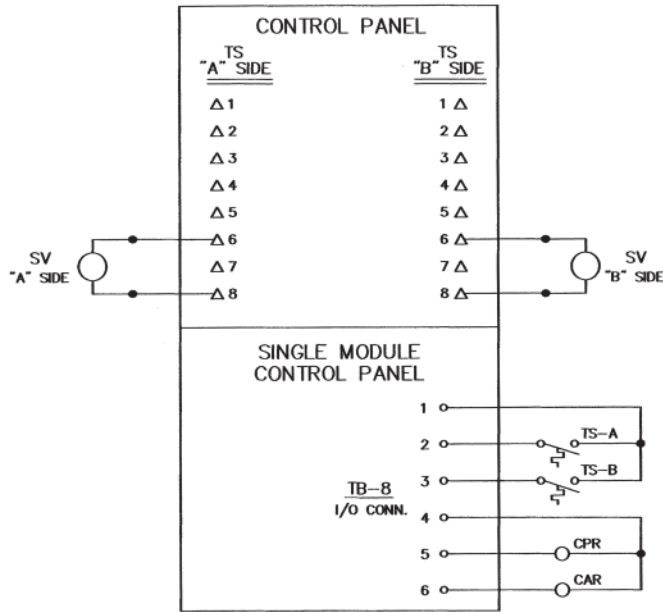 CONTROL PANEL
TS
"A" SIDE
TS
"B" SIDE
1
1
2
2
3
3
4
4
5
5
6
6
SV
"A" SIDE
SV
"B" SIDE
7
7
8
8
SINGLE MODULE
CONTROL PANEL
1
2
TS-A
3
TS-B
TB-8
I/O CONN.
4
5
CPR
6
CAR